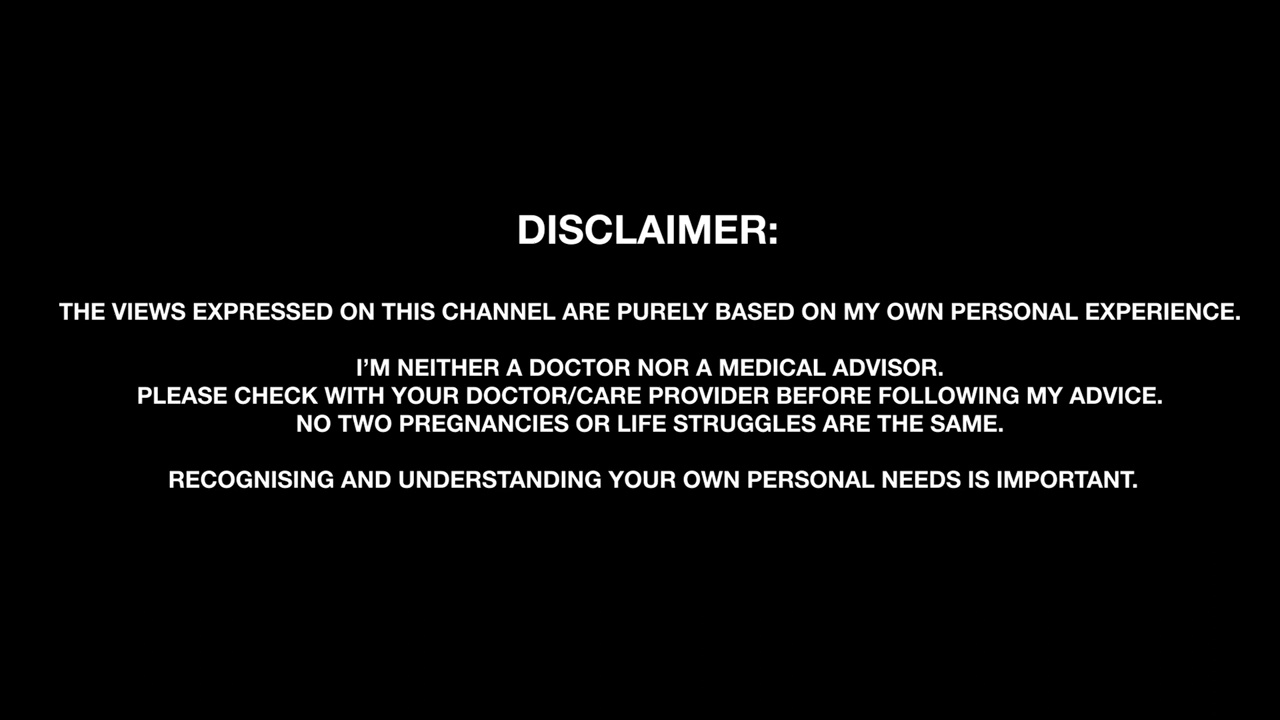 DISCLAIMER:
THE VIEWS EXPRESSED ON THIS CHANNEL ARE PURELY BASED ON MY OWN PERSONAL EXPERIENCE.
I’M NEITHER A DOCTOR NOR A MEDICAL ADVISOR.
PLEASE CHECK WITH YOUR DOCTOR/CARE PROVIDER BEFORE FOLLOWING MY ADVICE.
NO TWO PREGNANCIES OR LIFE STRUGGLES ARE THE SAME.
RECOGNISING AND UNDERSTANDING YOUR OWN PERSONAL NEEDS IS IMPORTANT.